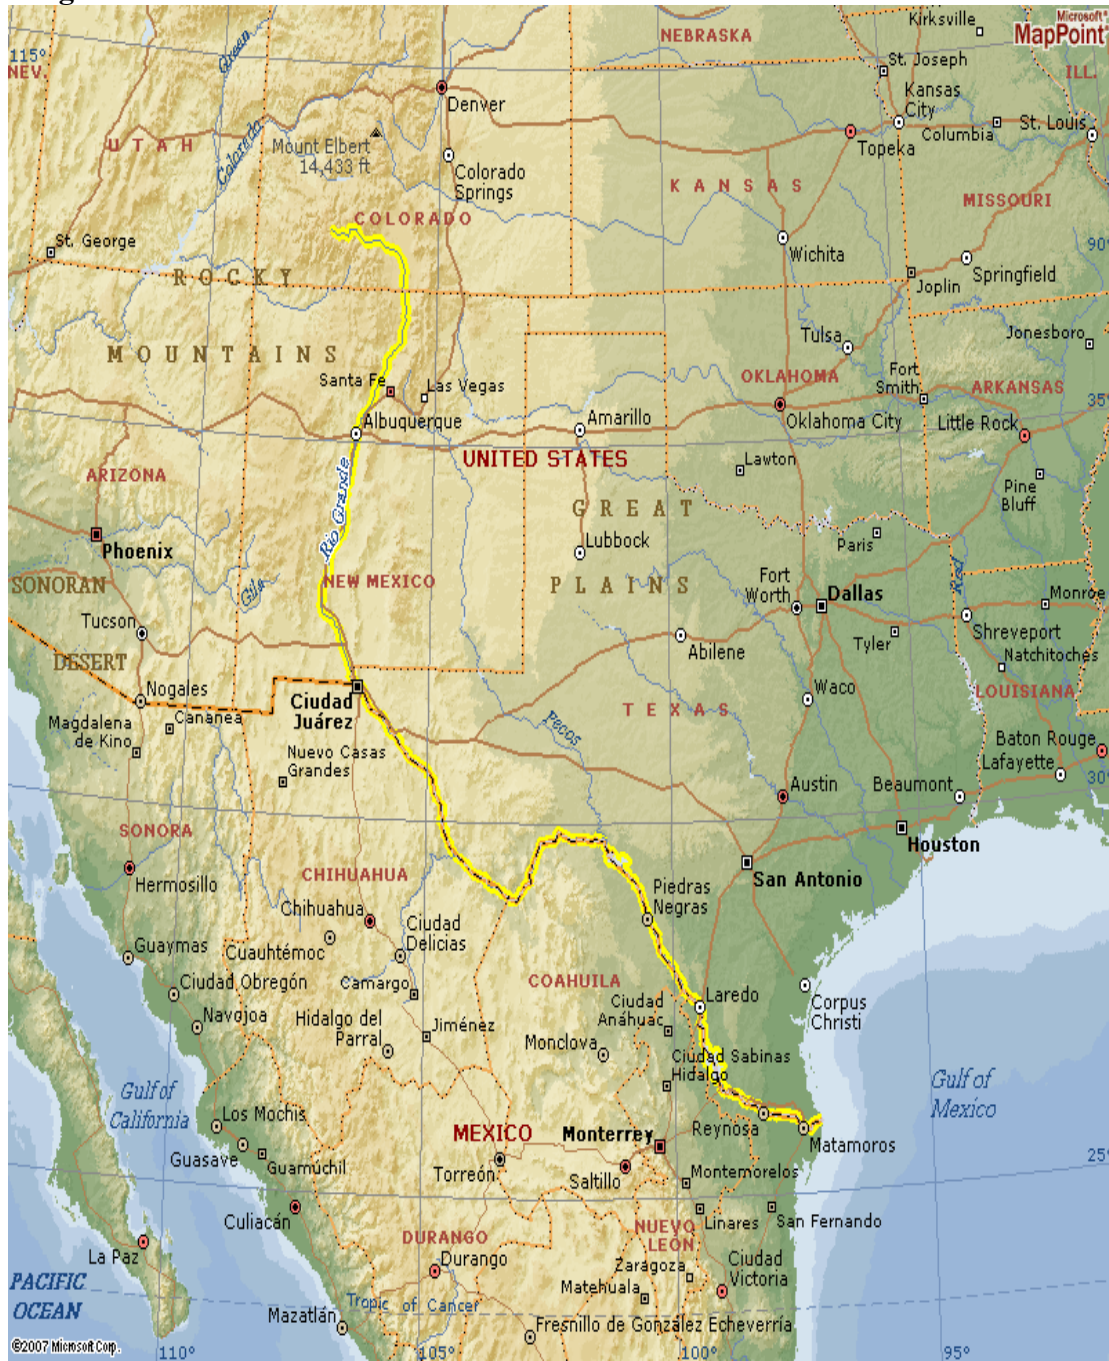 Microsoft®
MapPoint®
Kirksville
NEBRASKA
115°
NEV.
Queen
St. Joseph
ILL.
Denver
Kansas
City
Columbia
St. Louis
UTAH
Colorado
Mount Elbert
14,433 ft
Topeka
Colorado
Springs
KANSAS
MISSOURI
COLORADO
St. George
Wichita
90°
Springfield
ROCKY
Joplin
MOUNTAINS
Tulsa
Jonesboro
Santa Fe
Las Vegas
OKLAHOMA
Fort
Smith
ARKANSAS
35°
Albuquerque
Amarillo
Oklahoma City
Little Rock
UNITED STATES
Lawton
ARIZONA
Rio Grande
GREAT
Pine
Bluff
Phoenix
Lubbock
Paris
SONORAN
Gila
NEW MEXICO
PLAINS
Fort
Worth
Dallas
Red
Monroe
Tucson
Tyler
Shreveport
DESERT
Abilene
Natchitoches
Nogales
Ciudad
Juárez
Waco
LOUISIANA
Magdalena
de Kino
Cananea
TEXAS
Pecos
Baton Rouge
Nuevo Casas
Grandes
Lafayette
Austin
Beaumont
30°
SONORA
Houston
Hermosillo
CHIHUAHUA
San Antonio
Piedras
Negras
Chihuahua
Ciudad
Delicias
Guaymas
Cuauhtémoc
COAHUILA
Ciudad Obregón
Camargo
Laredo
Corpus
Christi
Ciudad
Anáhuac
Navojoa
Hidalgo del
Parral
Jiménez
Monclova
Ciudad Sabinas
Hidalgo
Gulf of
California
Gulf of
Mexico
Los Mochis
MEXICO
Monterrey
Reynosa
Matamoros
Guasave
Guamúchil
Torreón
Saltillo
Montemorelos
25°
Culiacán
Linares
San Fernando
DURANGO
NUEVO
LEÓN
La Paz
Durango
Zaragoza
Ciudad
Victoria
PACIFIC
OCEAN
Matehuala
Tropic of Cancer
Mazatlán
Fresnillo de González Echeverría
©2007 Microsoft Corp.
110°
105°
100°
95°